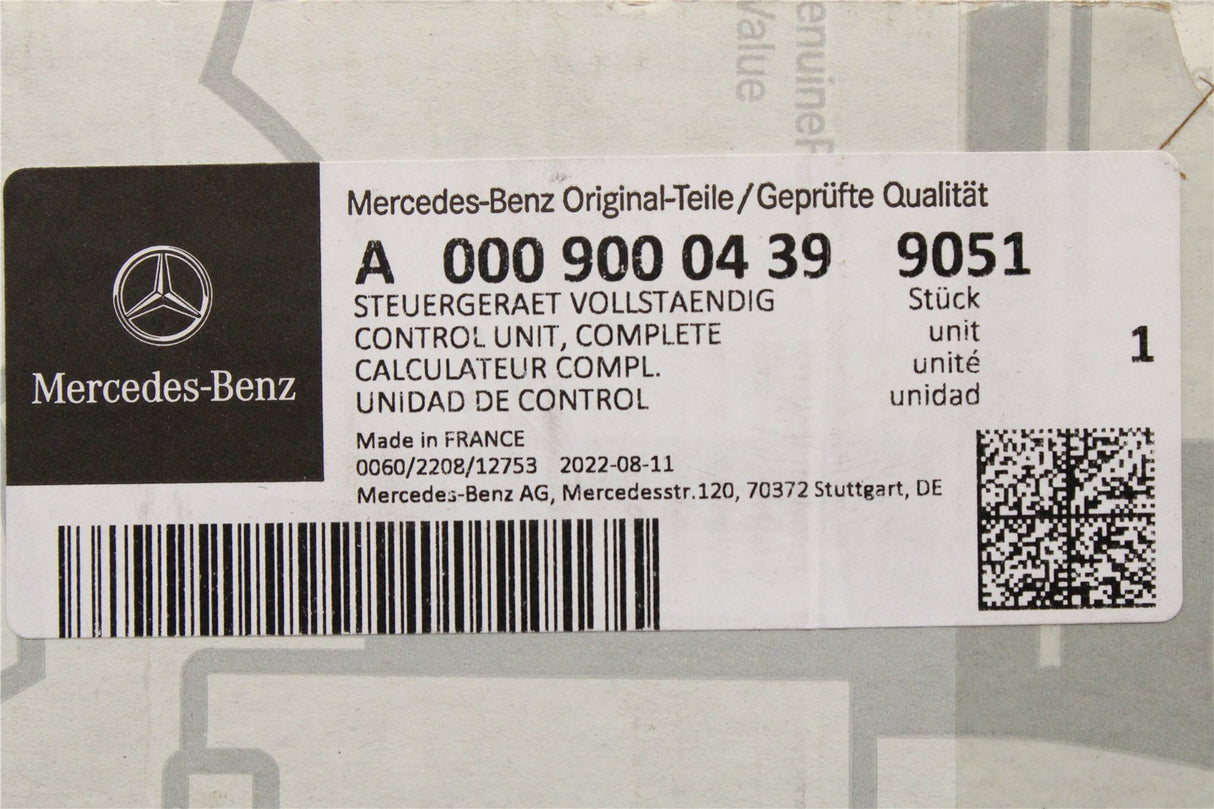 enuineP
Value
Mercedes-Benz
Mercedes-Benz Original-Teile/Geprüfte Qualität
A 000 900 04 39 9051
STEUERGERAET VOLLSTAENDIG Stück
CONTROL UNIT, COMPLETE unit
CALCULATEUR COMPL. unité
UNIDAD DE CONTROL unidad
1
Made in FRANCE
0060/2208/12753 2022-08-11
Mercedes-Benz AG, Mercedesstr.120, 70372 Stuttgart, DE